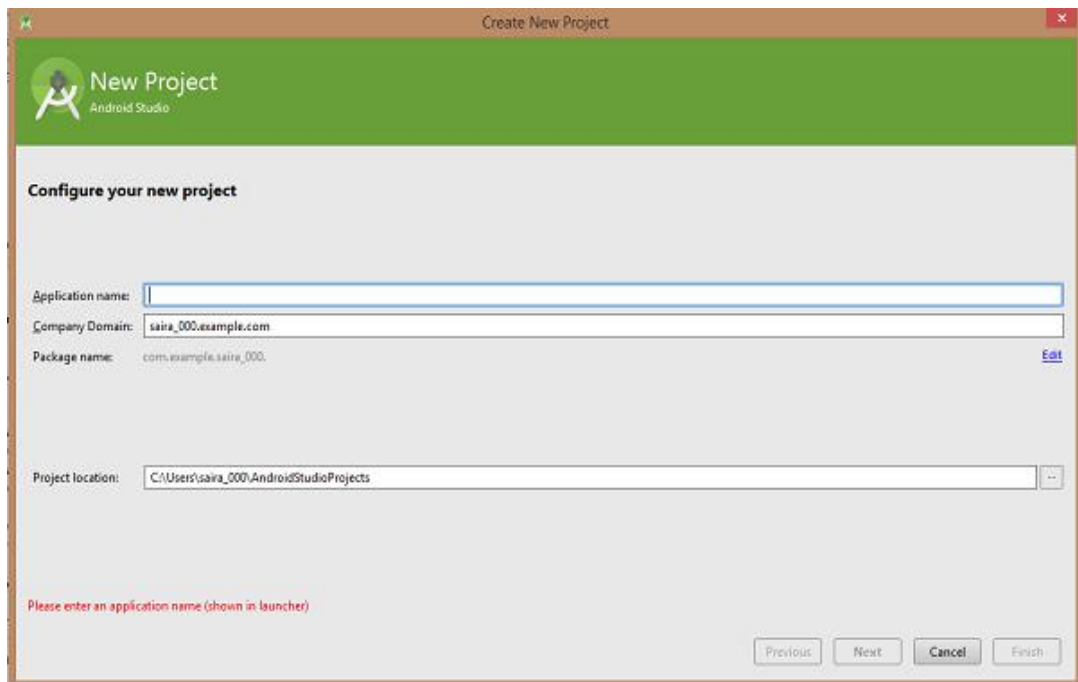 Create New Project
New Project
Android Studio
Configure your new project
Application name:
Company Domain: saira_000.example.com
Package name: com.example.saira_000. Edit
Project location: C:\Users\saira_000\AndroidStudioProjects ...
Please enter an application name (shown in launcher)
Previous Next Cancel Finish